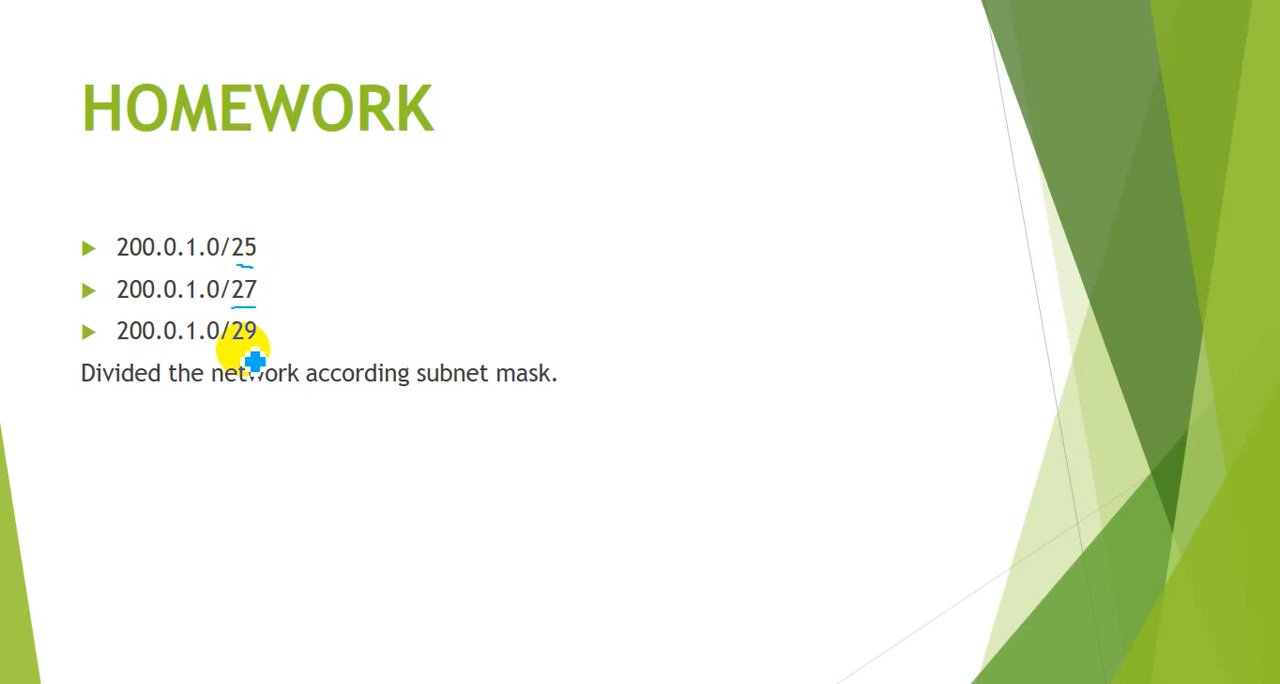 HOMEWORK
200.0.1.0/25
200.0.1.0/27
200.0.1.0/29
Divided the network according subnet mask.